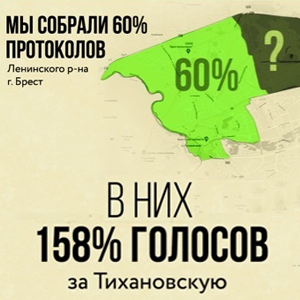 МЫ СОБРАЛИ 60%
ПРОТОКОЛОВ
Ленинского р-на
г. Брест
60%
?
В НИХ
158% ГОЛОСОВ
за Тихановскую